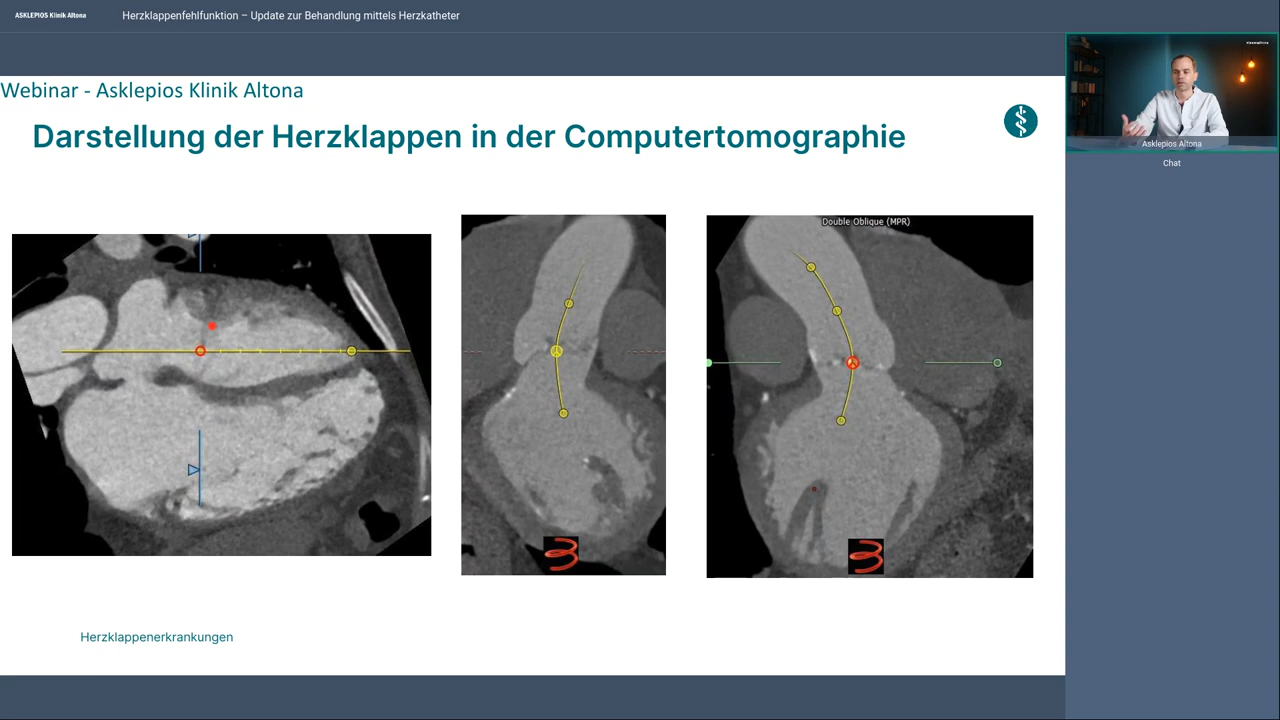 ASKLEPIOS Klinik Altona
Herzklappenfehlfunktion – Update zur Behandlung mittels Herzkatheter
Webinar - Asklepios Klinik Altona
Darstellung der Herzklappen in der Computertomographie
Double Oblique (MPR)
Herzklappenerkrankungen
Asklepios Altona
Chat